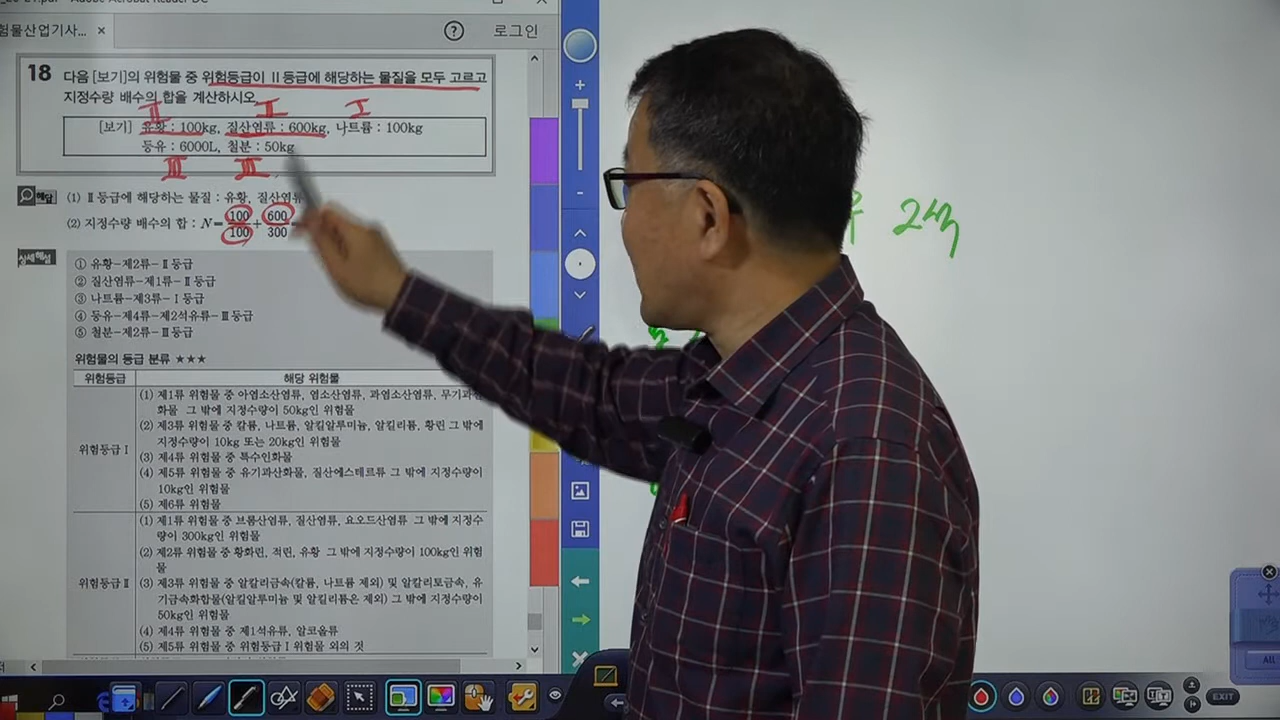 Adobe Acrobat Reader DC
험물산업기사... ×
로그인
18 다음 [보기]의 위험물 중 위험등급이 Ⅱ등급에 해당하는 물질을 모두 고르고
지정수량 배수의 합을 계산하시오
Ⅱ Ⅱ Ⅰ
[보기] 유황 : 100kg, 질산염류 : 600kg, 나트륨 : 100kg
등유 : 6000L, 철분 : 50kg
Ⅲ Ⅲ
해답 (1) Ⅱ등급에 해당하는 물질 : 유황, 질산염류
(2) 지정수량 배수의 합 : N=100/100+600/300=
상세해설
① 유황-제2류-Ⅱ등급
② 질산염류-제1류-Ⅱ등급
③ 나트륨-제3류-Ⅰ등급
④ 등유-제4류-제2석유류-Ⅲ등급
⑤ 철분-제2류-Ⅲ등급
위험물의 등급 분류 ★★★
위험등급 해당 위험물
위험등급Ⅰ
(1) 제1류 위험물 중 아염소산염류, 염소산염류, 과염소산염류, 무기과산
화물 그 밖에 지정수량이 50kg인 위험물
(2) 제3류 위험물 중 칼륨, 나트륨, 알킬알루미늄, 알킬리튬, 황린 그 밖에
지정수량이 10kg 또는 20kg인 위험물
(3) 제4류 위험물 중 특수인화물
(4) 제5류 위험물 중 유기과산화물, 질산에스테르류 그 밖에 지정수량이
10kg인 위험물
(5) 제6류 위험물
위험등급Ⅱ
(1) 제1류 위험물 중 브롬산염류, 질산염류, 요오드산염류 그 밖에 지정수
량이 300kg인 위험물
(2) 제2류 위험물 중 황화린, 적린, 유황 그 밖에 지정수량이 100kg인 위험
물
(3) 제3류 위험물 중 알칼리금속(칼륨, 나트륨 제외) 및 알칼리토금속, 유
기금속화합물(알킬알루미늄 및 알킬리튬은 제외) 그 밖에 지정수량이
50kg인 위험물
(4) 제4류 위험물 중 제1석유류, 알코올류
(5) 제5류 위험물 중 위험등급Ⅰ위험물 외의 것
All
EXIT